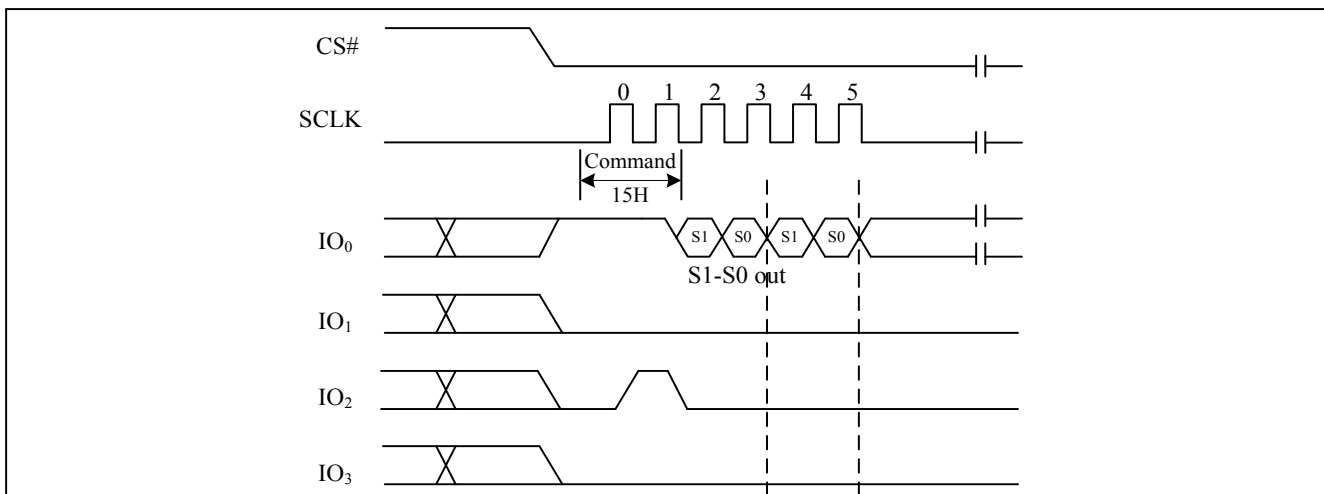 CS#
0 1 2 3 4 5
SCLK
Command
15H
IO₀
S1 S0 S1 S0
S1-S0 out
IO₁
IO₂
IO₃